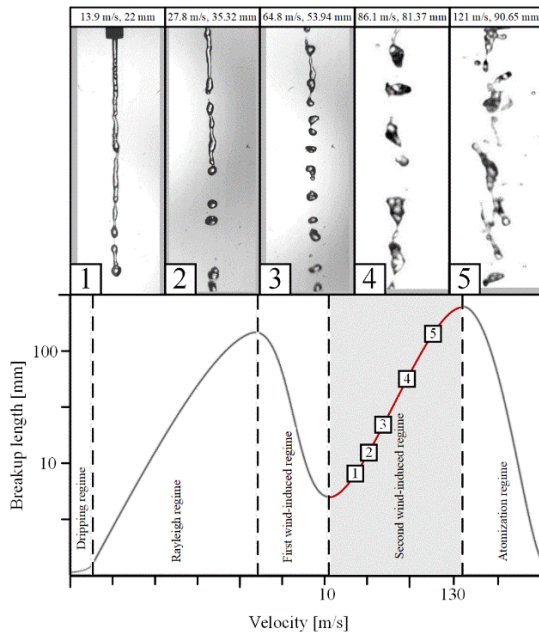 13.9 m/s, 22 mm
27.8 m/s, 35.32 mm
64.8 m/s, 53.94 mm
86.1 m/s, 81.37 mm
121 m/s, 90.65 mm
1
2
3
4
5
Breakup length [mm]
100
10
Dripping regime
Rayleigh regime
First wind-induced regime
Second wind-induced regime
Atomization regime
1
2
3
4
5
10
130
Velocity [m/s]